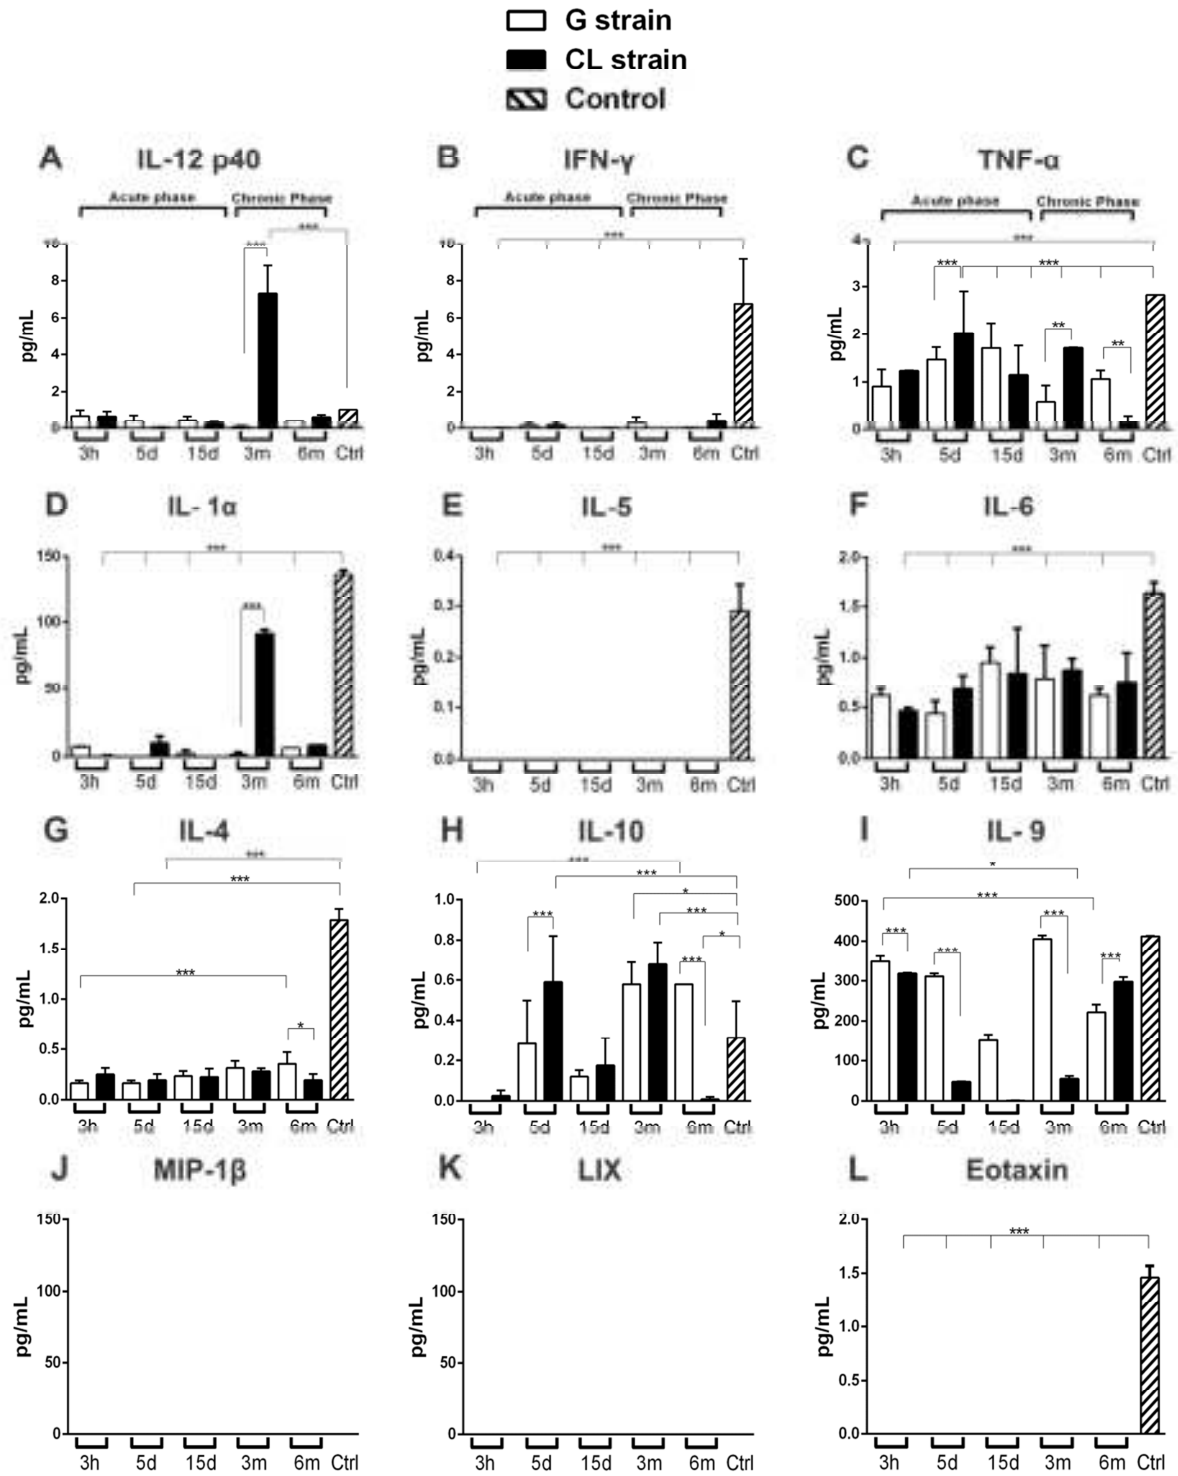 G strain
CL strain
Control
A IL-12 p40
B IFN-γ
C TNF-α
Acute phase Chronic Phase
Acute phase Chronic Phase
Acute phase Chronic Phase
pg/mL
10
8
6
4
2
0
*** ***
3h 5d 15d 3m 6m Ctrl
pg/mL
10
8
6
4
2
0
***
3h 5d 15d 3m 6m Ctrl
pg/mL
4
3
2
1
0
***
*** ***
**
**
3h 5d 15d 3m 6m Ctrl
D IL- 1α
E IL-5
F IL-6
pg/mL
150
100
50
0
***
***
3h 5d 15d 3m 6m Ctrl
pg/mL
0.4
0.3
0.2
0.1
0.0
***
3h 5d 15d 3m 6m Ctrl
pg/mL
2.0
1.5
1.0
0.5
0.0
***
3h 5d 15d 3m 6m Ctrl
G IL-4
H IL-10
I IL- 9
pg/mL
2.0
1.5
1.0
0.5
0.0
***
***
***
*
3h 5d 15d 3m 6m Ctrl
pg/mL
1.0
0.8
0.6
0.4
0.2
0.0
***
***
*
*** ***
*
***
3h 5d 15d 3m 6m Ctrl
pg/mL
500
400
300
200
100
0
*
***
*** ***
***
***
3h 5d 15d 3m 6m Ctrl
J MIP-1β
K LIX
L Eotaxin
pg/mL
150
100
50
0
3h 5d 15d 3m 6m Ctrl
pg/mL
150
100
50
0
3h 5d 15d 3m 6m Ctrl
pg/mL
2.0
1.5
1.0
0.5
0.0
***
3h 5d 15d 3m 6m Ctrl